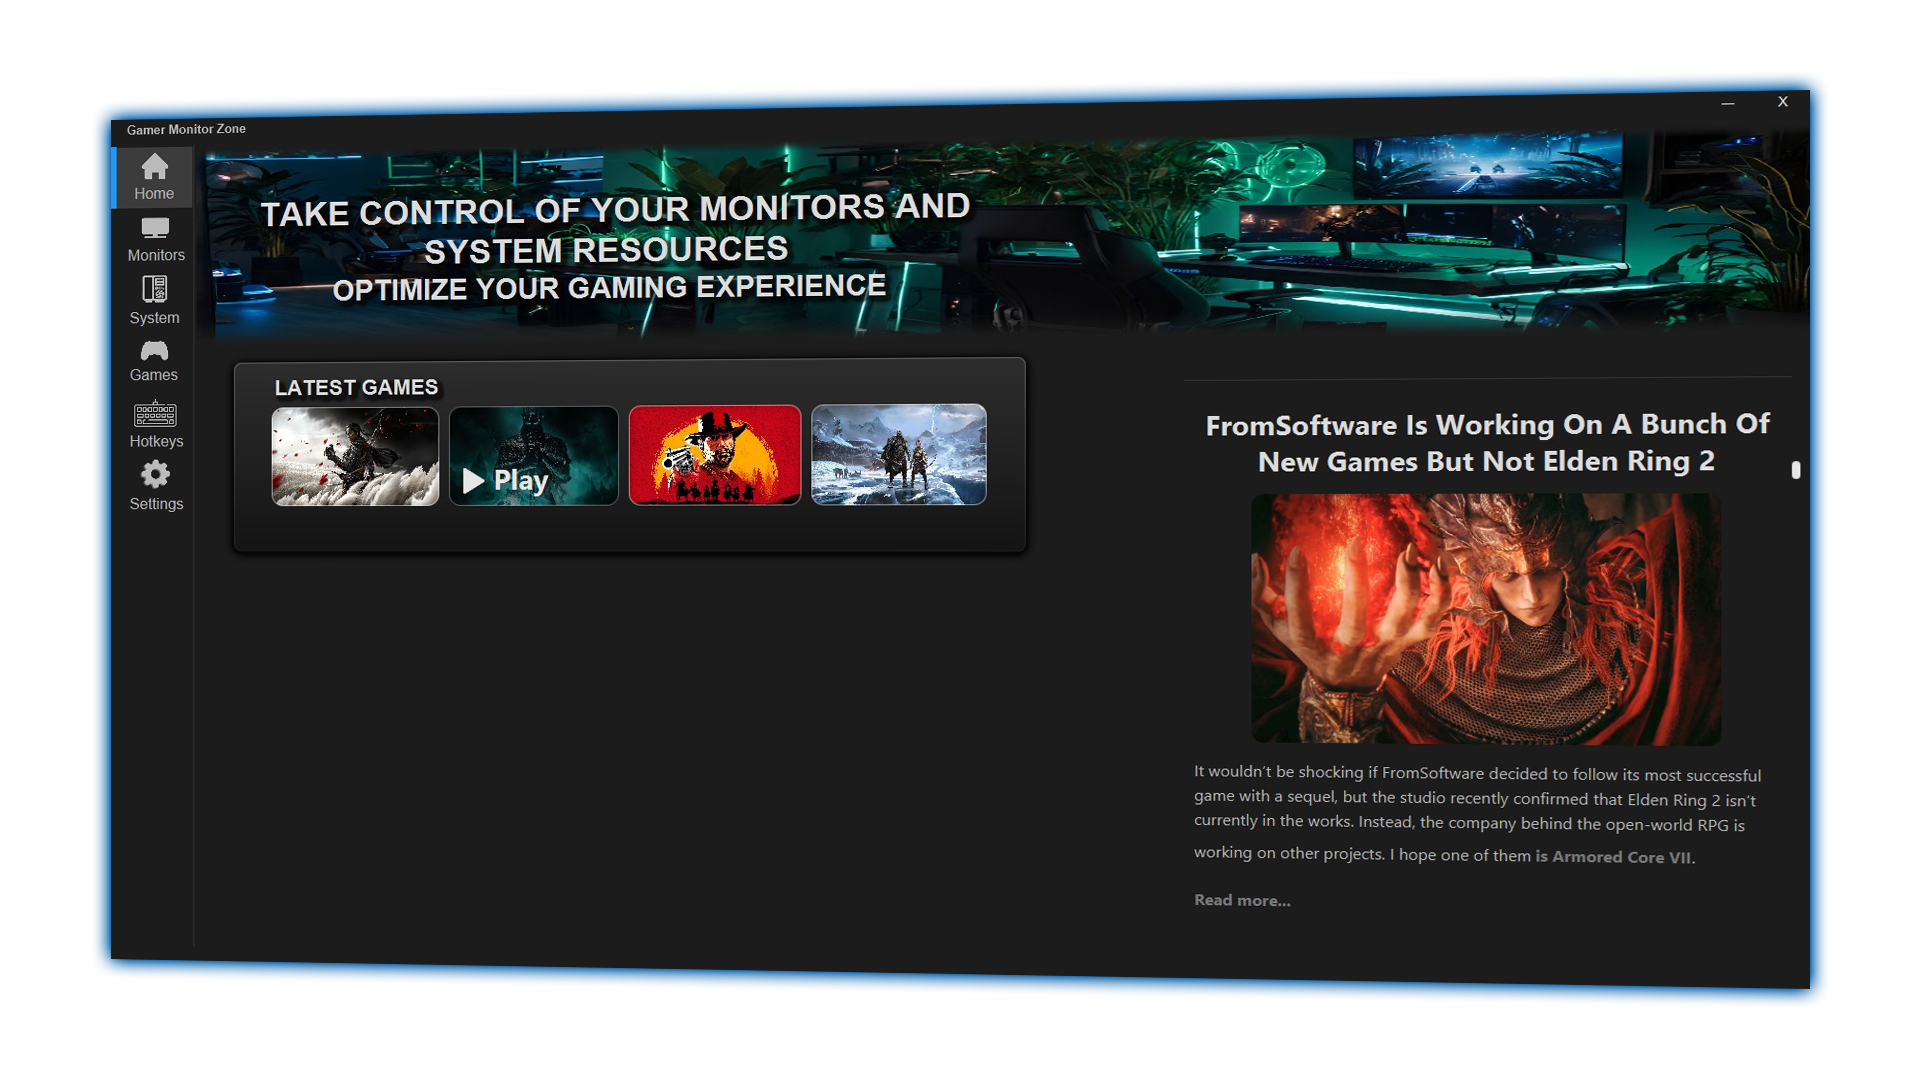 Gamer Monitor Zone
Home
Monitors
System
Games
Hotkeys
Settings
TAKE CONTROL OF YOUR MONITORS AND
SYSTEM RESOURCES
OPTIMIZE YOUR GAMING EXPERIENCE
LATEST GAMES
Play
FromSoftware Is Working On A Bunch Of
New Games But Not Elden Ring 2
It wouldn’t be shocking if FromSoftware decided to follow its most successful
game with a sequel, but the studio recently confirmed that Elden Ring 2 isn’t
currently in the works. Instead, the company behind the open-world RPG is
working on other projects. I hope one of them is Armored Core VII.
Read more...